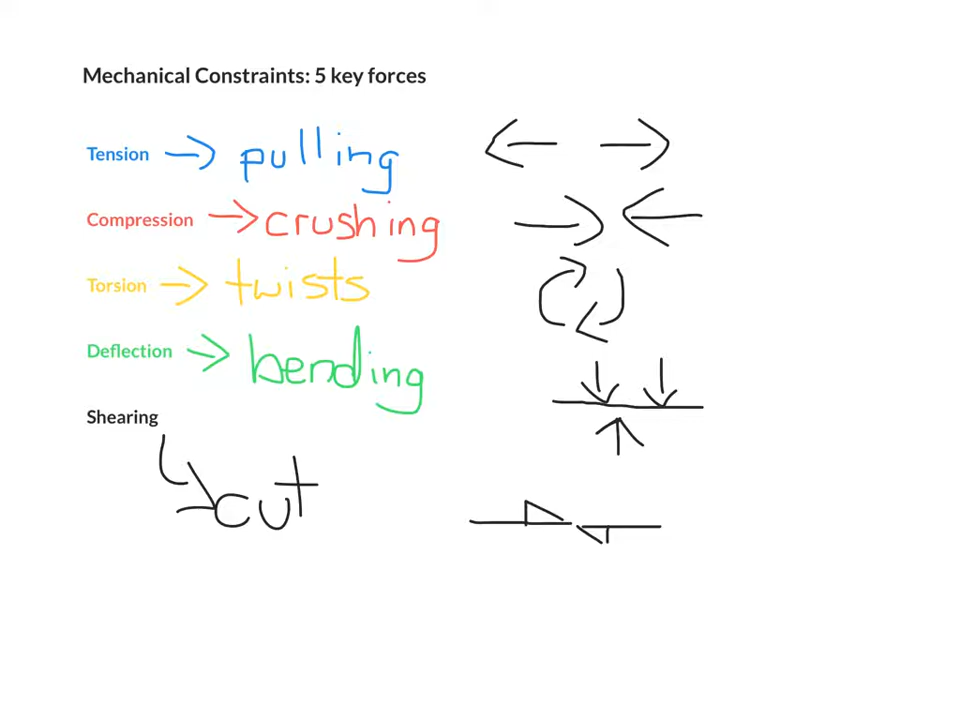 Mechanical Constraints: 5 key forces
Tension pulling
Compression crushing
Torsion twists
Deflection bending
Shearing
cut